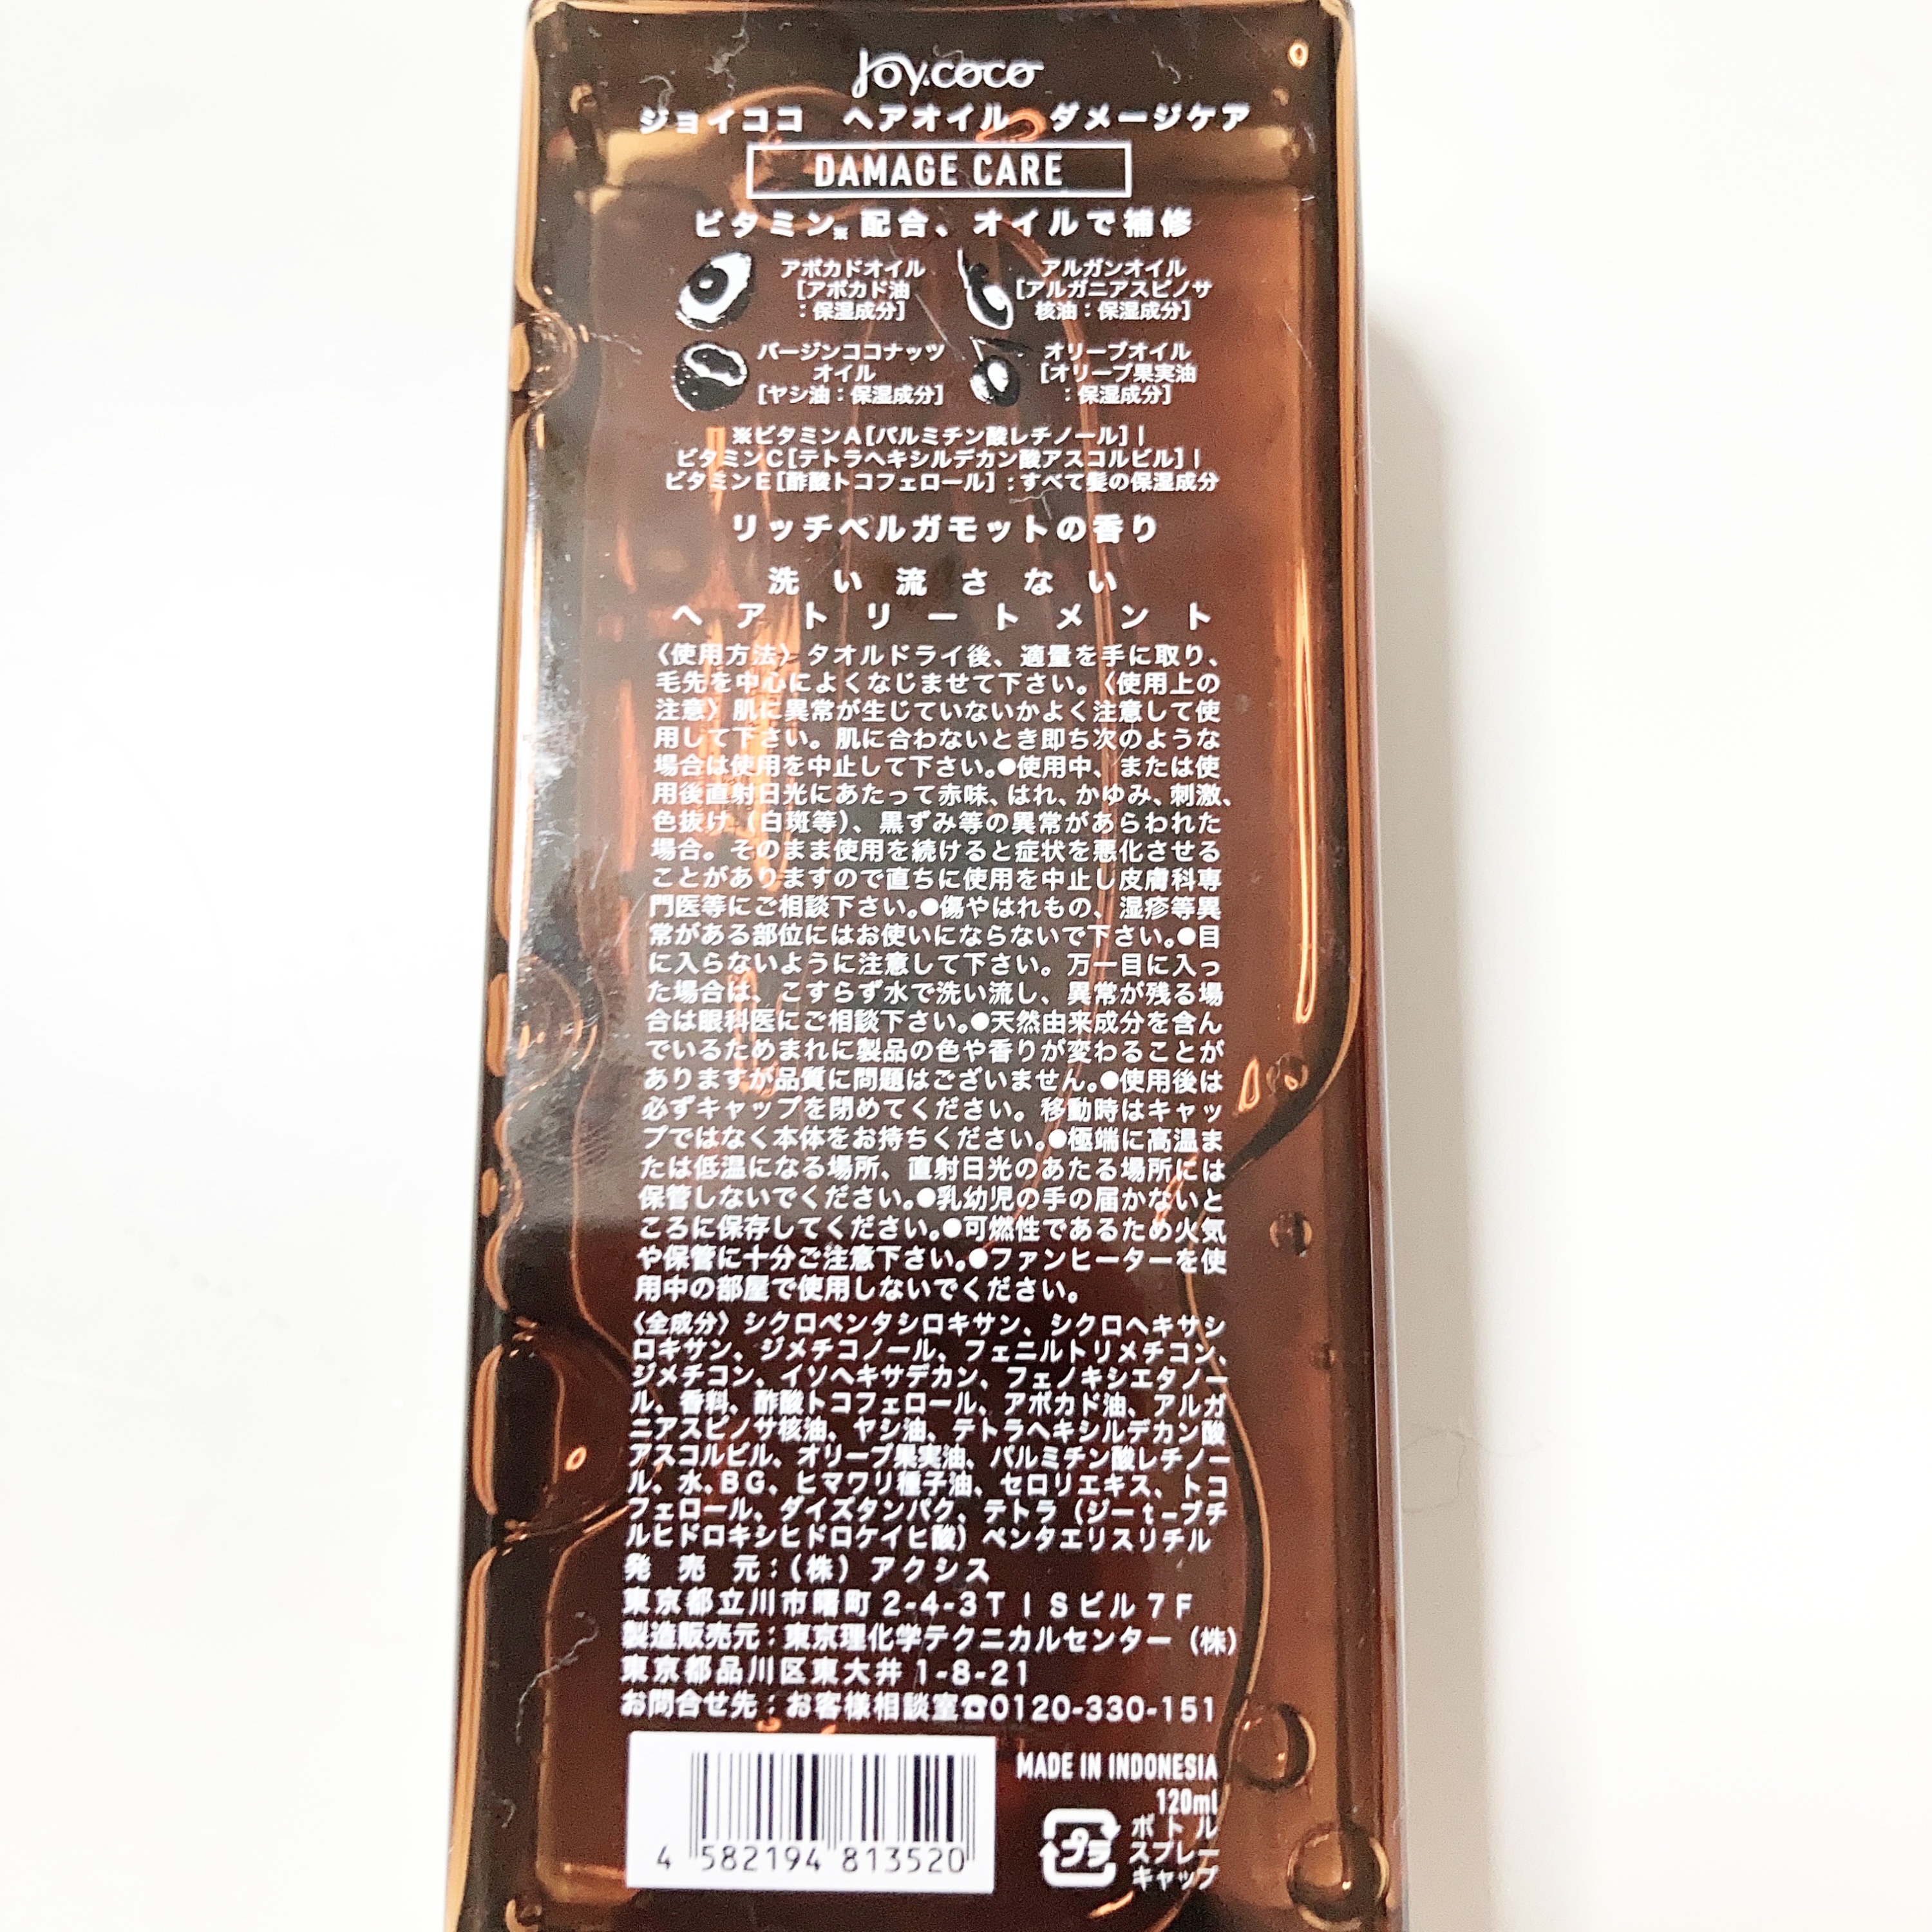 Joy.coco
ジョイココ　ヘアオイル　ダメージケア
DAMAGE CARE
ビタミン※配合、オイルで補修
アボカドオイル
[アボカド油
：保湿成分]
アルガンオイル
[アルガニアスピノサ
核油：保湿成分]
バージンココナッツ
オイル
[ヤシ油：保湿成分]
オリーブオイル
[オリーブ果実油
：保湿成分]
※ビタミンA[パルミチン酸レチノール] |
ビタミンC[テトラヘキシルデカン酸アスコルビル] |
ビタミンE[酢酸トコフェロール]：すべて髪の保湿成分
リッチベルガモットの香り
洗い流さない
ヘアトリートメント
〈使用方法〉タオルドライ後、適量を手に取り、
毛先を中心によくなじませて下さい。〈使用上の
注意〉肌に異常が生じていないかよく注意して使
用して下さい。肌に合わないとき即ち次のような
場合は使用を中止して下さい。●使用中、または使
用後直射日光にあたって赤味、はれ、かゆみ、刺激、
色抜け（白斑等）、黒ずみ等の異常があらわれた
場合。そのまま使用を続けると症状を悪化させる
ことがありますので直ちに使用を中止し皮膚科専
門医等にご相談下さい。●傷やはれもの、湿疹等異
常がある部位にはお使いにならないで下さい。●目
に入らないように注意して下さい。万一目に入っ
た場合は、こすらず水で洗い流し、異常が残る場
合は眼科医にご相談下さい。●天然由来成分を含ん
でいるためまれに製品の色や香りが変わることが
ありますが品質に問題はございません。●使用後は
必ずキャップを閉めてください。移動時はキャッ
プではなく本体をお持ちください。●極端に高温ま
たは低温になる場所、直射日光のあたる場所には
保管しないでください。●乳幼児の手の届かないと
ころに保存してください。●可燃性であるため火気
や保管に十分ご注意下さい。●ファンヒーターを使
用中の部屋で使用しないでください。
〈全成分〉シクロペンタシロキサン、シクロヘキサシ
ロキサン、ジメチコノール、フェニルトリメチコン、
ジメチコン、イソヘキサデカン、フェノキシエタノー
ル、香料、酢酸トコフェロール、アボカド油、アルガ
ニアスピノサ核油、ヤシ油、テトラヘキシルデカン酸
アスコルビル、オリーブ果実油、パルミチン酸レチノー
ル、水、BG、ヒマワリ種子油、セロリエキス、トコ
フェロール、ダイズタンパク、テトラ（ジーt－ブチ
ルヒドロキシヒドロケイヒ酸）ペンタエリスリチル
発　売　元：（株）アクシス
東京都立川市曙町2-4-3TISビル7F
製造販売元：東京理化学テクニカルセンター（株）
東京都品川区東大井1-8-21
お問合せ先：お客様相談室☎0120-330-151
4 582194 813520
MADE IN INDONESIA
120ml
プラ
ボトル
スプレー
キャップ